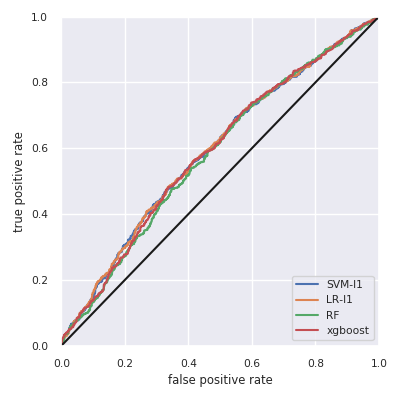 1.0
0.8
0.6
0.4
0.2
0.0
true positive rate
0.0 0.2 0.4 0.6 0.8 1.0
false positive rate
SVM-l1
LR-l1
RF
xgboost